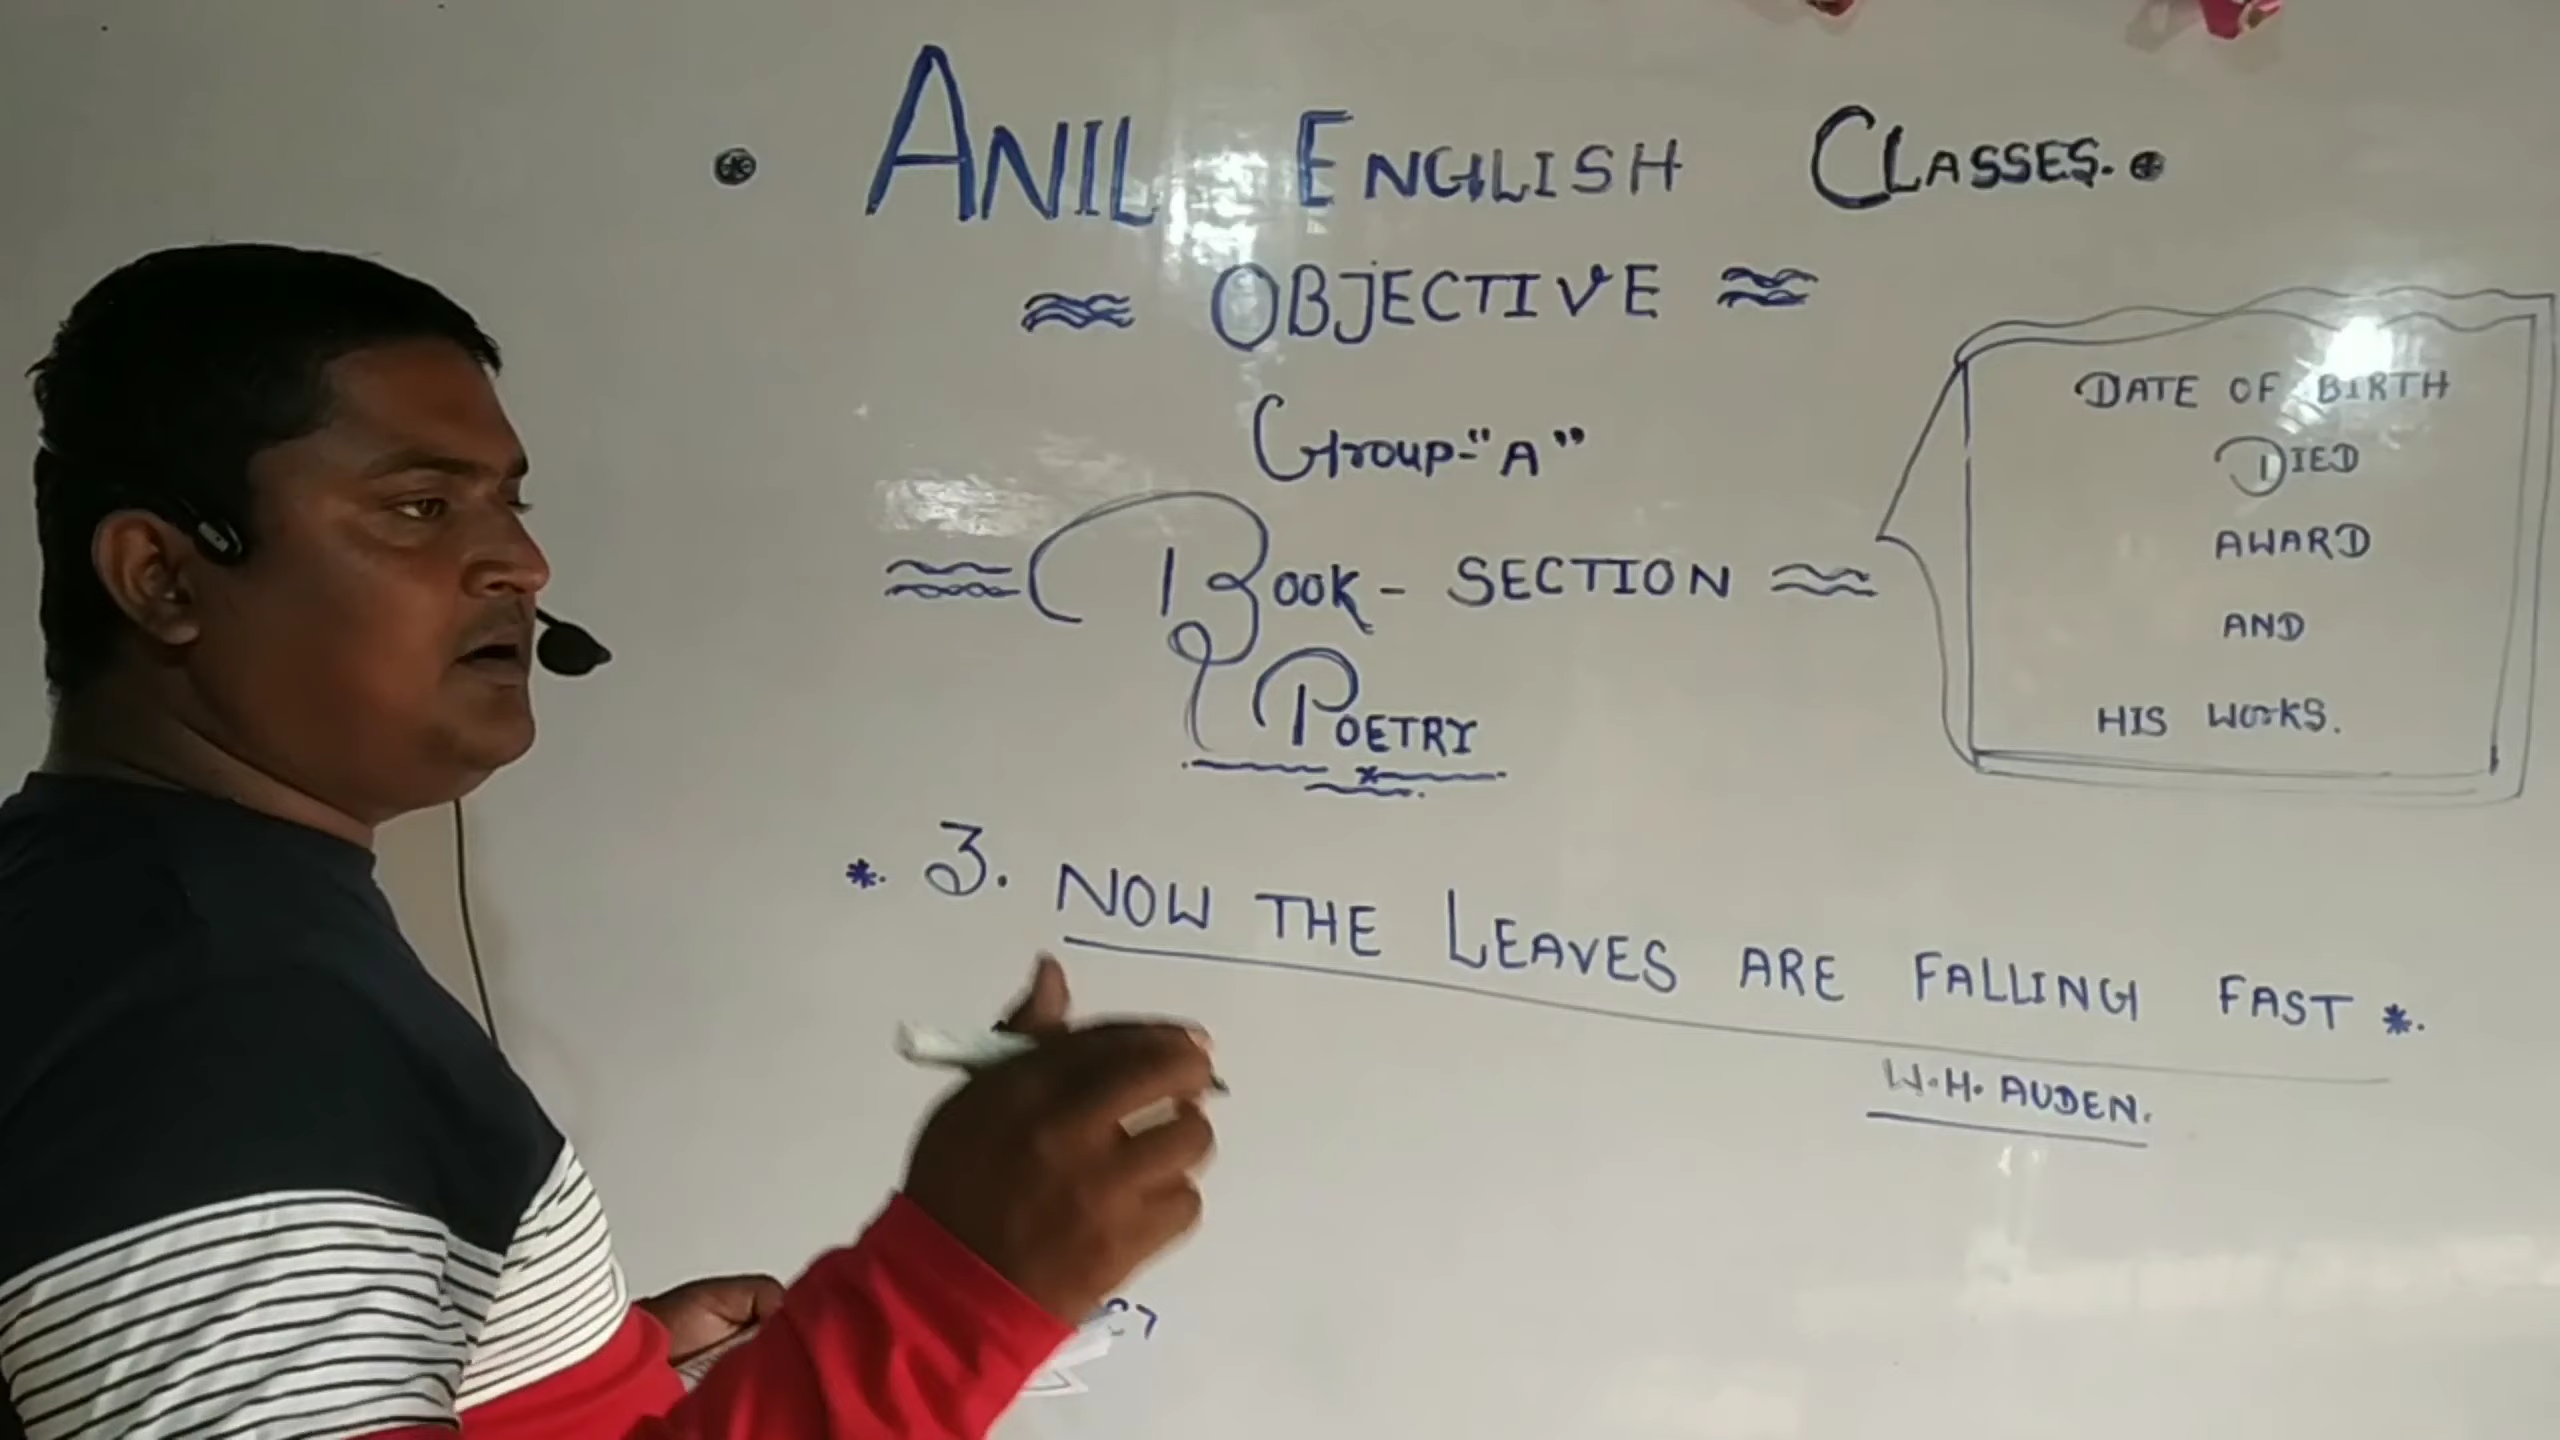 ANIL ENGLISH CLASSES.
OBJECTIVE
Group-"A"
BOOK - SECTION
POETRY
DATE OF BIRTH
DIED
AWARD
AND
HIS WORKS.
*. 3. NOW THE LEAVES ARE FALLING FAST *.
W.H. AUDEN.